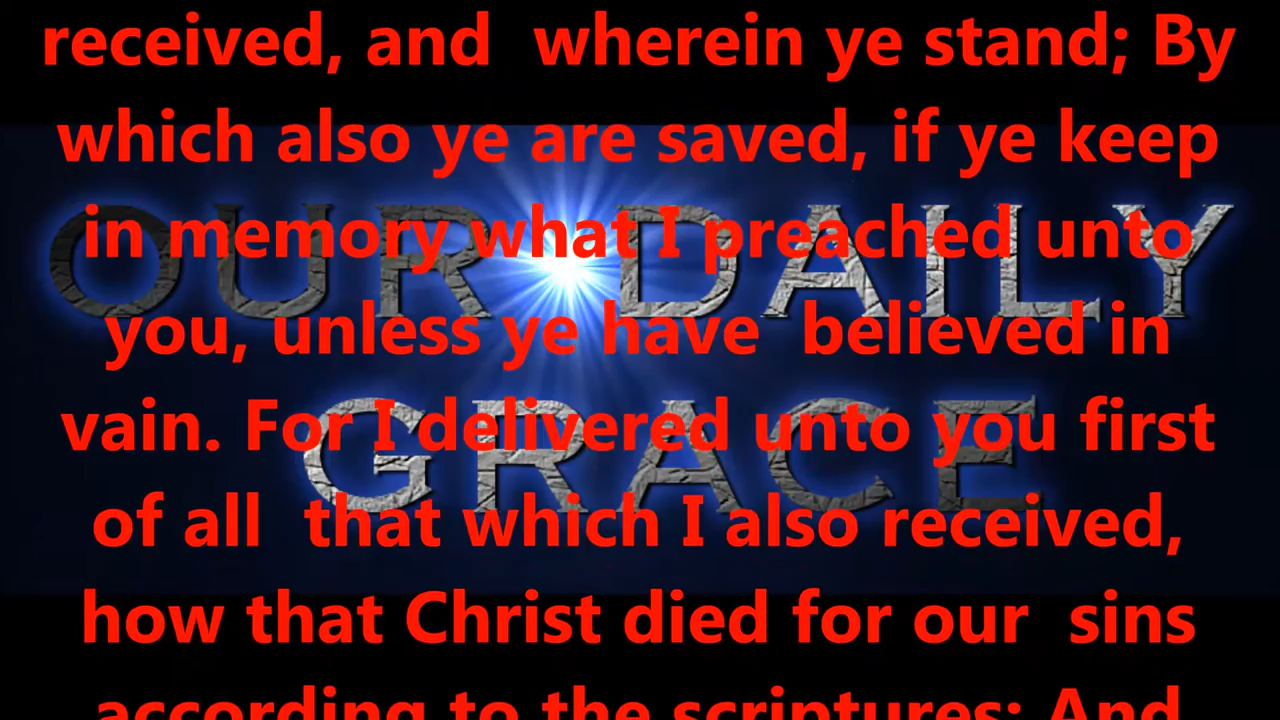 received, and wherein ye stand; By
which also ye are saved, if ye keep
in memory what I preached unto
you, unless ye have believed in
vain. For I delivered unto you first
of all that which I also received,
how that Christ died for our sins
according to the scriptures; And
OUR DAILY
GRACE